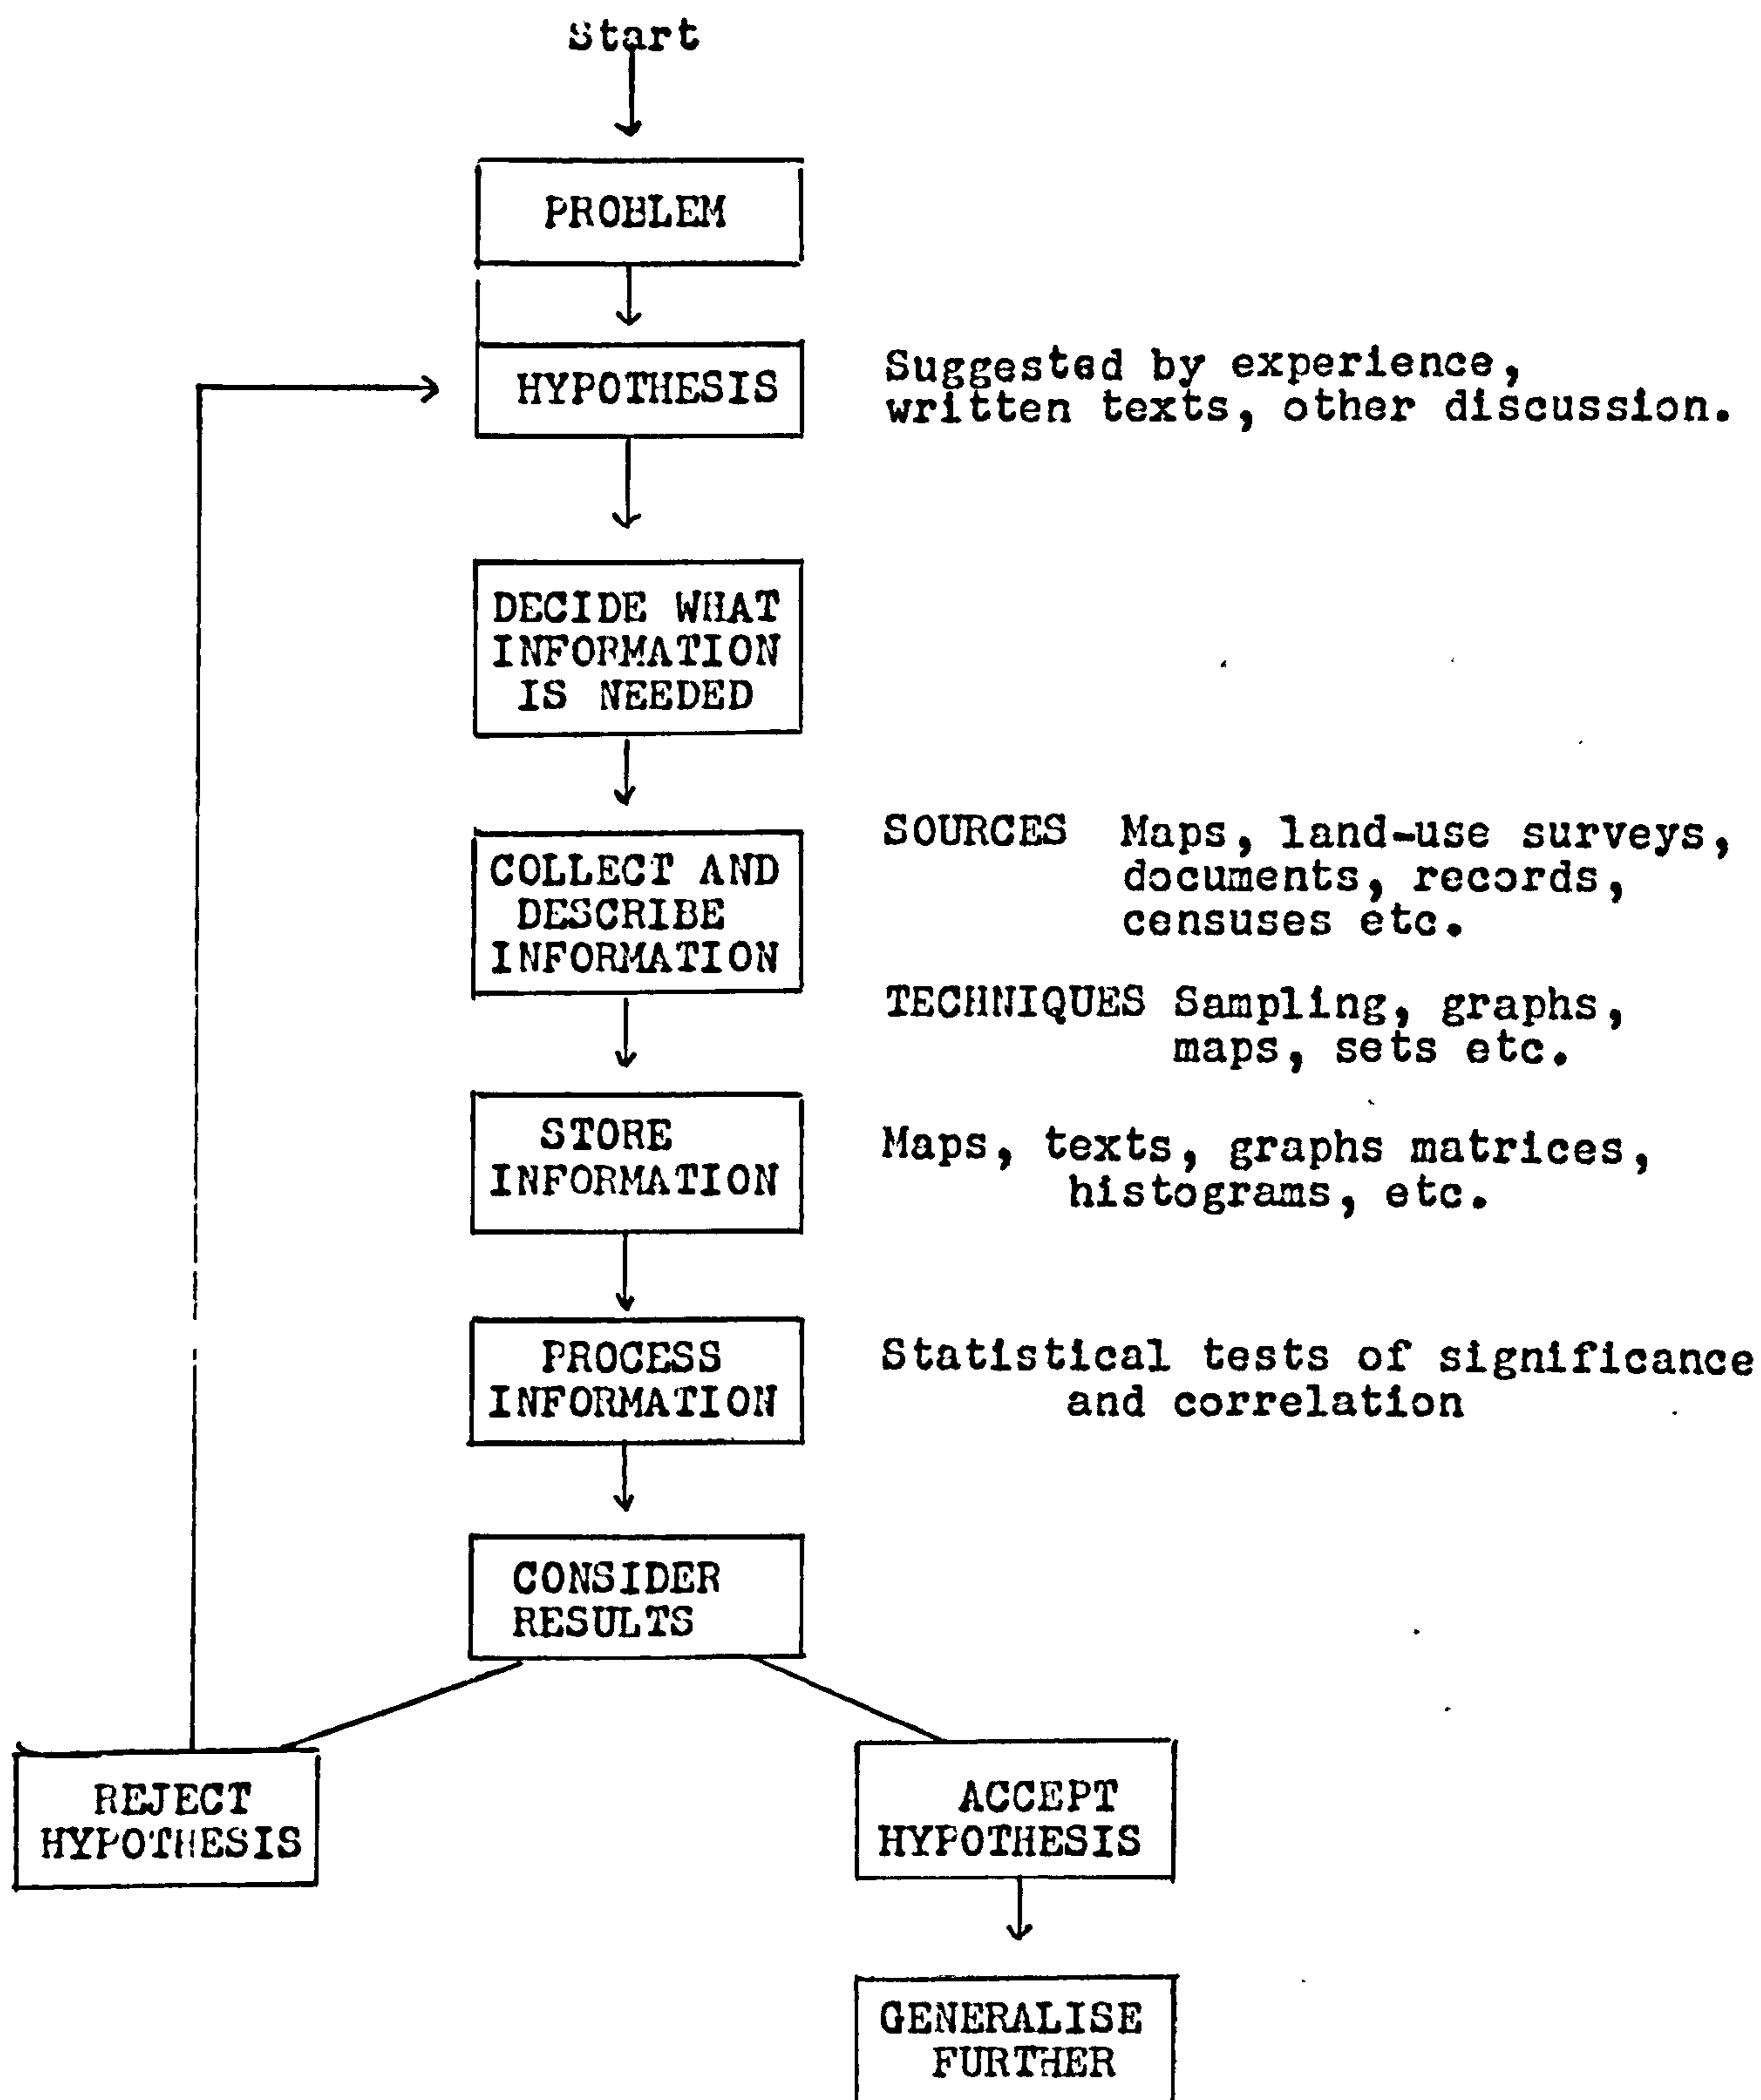 Start
PROBLEM
HYPOTHESIS
Suggested by experience,
written texts, other discussion.
DECIDE WHAT
INFORMATION
IS NEEDED
COLLECT AND
DESCRIBE
INFORMATION
SOURCES Maps, land-use surveys,
documents, records,
censuses etc.
TECHNIQUES Sampling, graphs,
maps, sets etc.
STORE
INFORMATION
Maps, texts, graphs matrices,
histograms, etc.
PROCESS
INFORMATION
Statistical tests of significance
and correlation
CONSIDER
RESULTS
REJECT
HYPOTHESIS
ACCEPT
HYPOTHESIS
GENERALISE
FURTHER